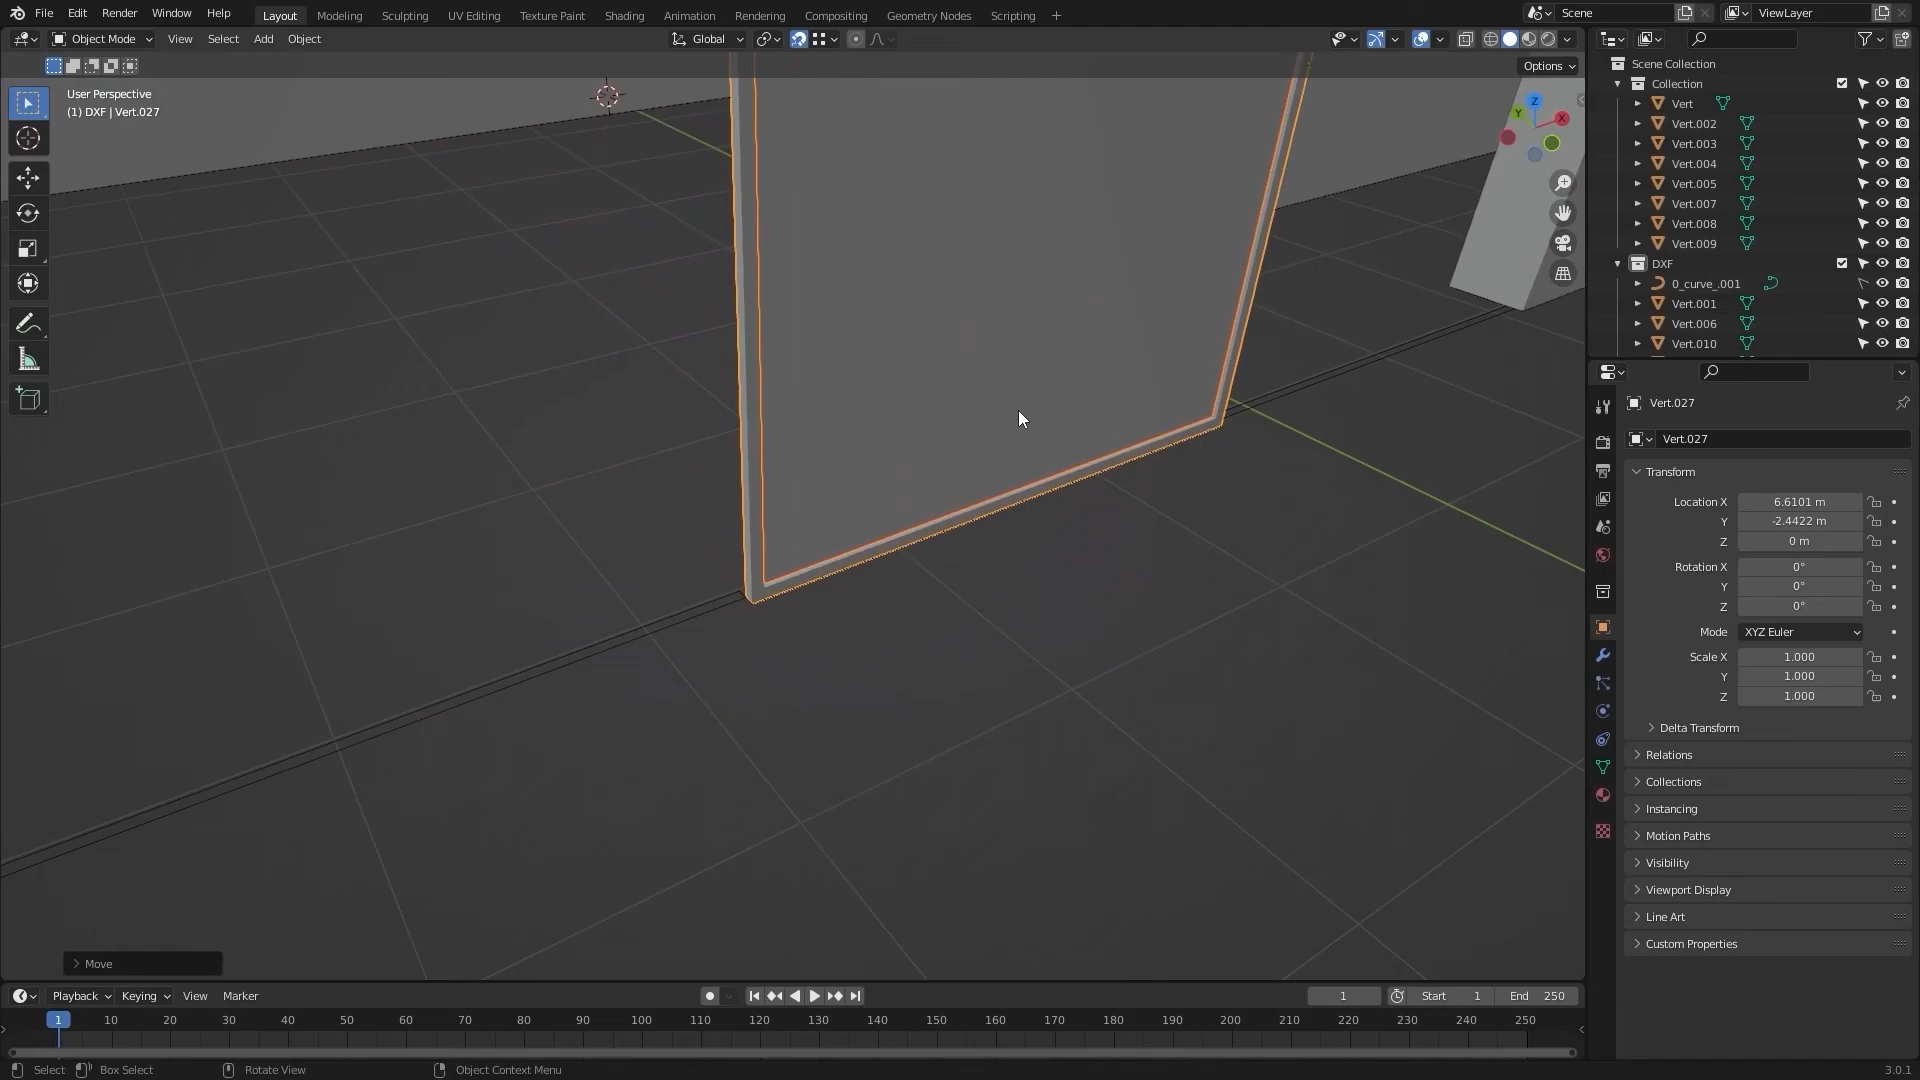 File Edit Render Window Help
Layout Modeling Sculpting UV Editing Texture Paint Shading Animation Rendering Compositing Geometry Nodes Scripting +
Scene ViewLayer
Object Mode View Select Add Object
Global
Options
User Perspective
(1) DXF | Vert.027
Z
Y
X
Scene Collection
Collection
Vert
Vert.002
Vert.003
Vert.004
Vert.005
Vert.007
Vert.008
Vert.009
DXF
0_curve_.001
Vert.001
Vert.006
Vert.010
Vert.027
Vert.027
Transform
Location X 6.6101 m
Y -2.4422 m
Z 0 m
Rotation X 0°
Y 0°
Z 0°
Mode XYZ Euler
Scale X 1.000
Y 1.000
Z 1.000
Delta Transform
Relations
Collections
Instancing
Motion Paths
Visibility
Viewport Display
Line Art
Custom Properties
Move
Playback Keying View Marker
1 Start 1 End 250
1 10 20 30 40 50 60 70 80 90 100 110 120 130 140 150 160 170 180 190 200 210 220 230 240 250
Select Box Select Rotate View Object Context Menu
3.0.1